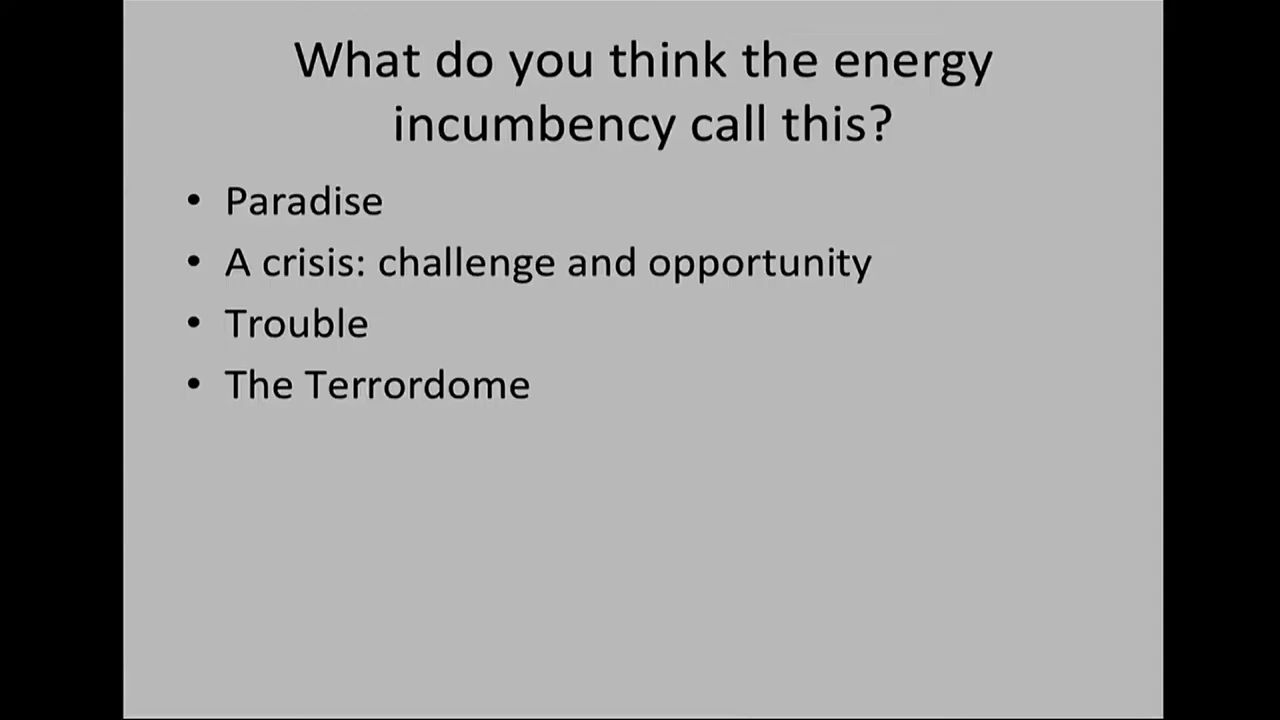 What do you think the energy
incumbency call this?
• Paradise
• A crisis: challenge and opportunity
• Trouble
• The Terrordome